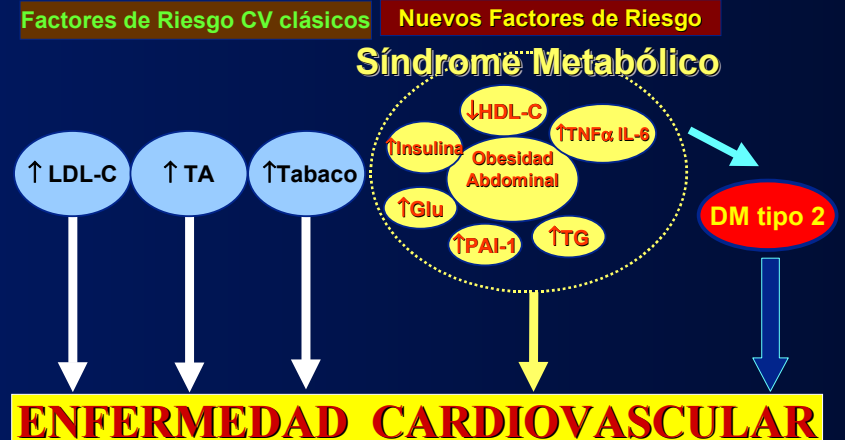 Factores de Riesgo CV clásicos
Nuevos Factores de Riesgo
Síndrome Metabólico
↑ LDL-C
↑ TA
↑Tabaco
↓HDL-C
↑TNFα IL-6
↑Insulina
Obesidad
Abdominal
↑Glu
↑PAI-1
↑TG
DM tipo 2
ENFERMEDAD CARDIOVASCULAR